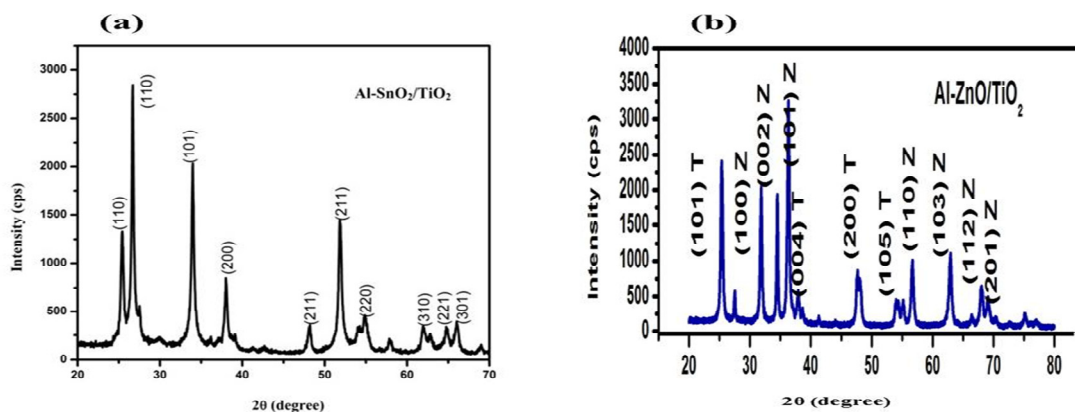 (a)
3000
2500
2000
1500
1000
500
0
Intensity (cps)
Al-SnO₂/TiO₂
(110)
(110)
(101)
(200)
(211)
(211)
(220)
(310)
(221)
(301)
20 30 40 50 60 70
2θ (degree)
(b)
4000
3500
3000
2500
2000
1500
1000
500
0
Intensity (cps)
Al-ZnO/TiO₂
(101) T
(100) Z
(002) Z
(101) Z
(004) T
(200) T
(105) T
(110) Z
(103) Z
(112) Z
(201) Z
20 30 40 50 60 70 80
2θ (degree)